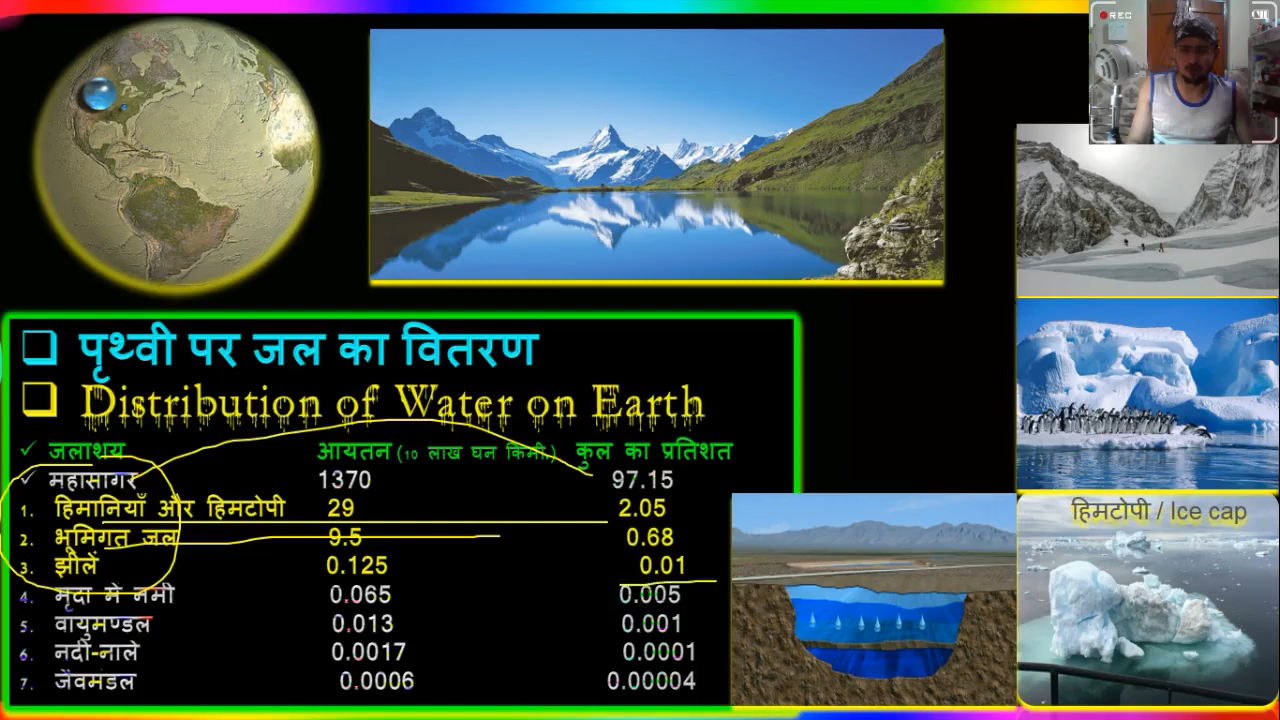 REC
❑ पृथ्वी पर जल का वितरण
❑ Distribution of Water on Earth
✓ जलाशय आयतन (10 लाख घन किमी.) कुल का प्रतिशत
✓ महासागर 1370 97.15
1. हिमानियाँ और हिमटोपी 29 2.05
2. भूमिगत जल 9.5 0.68
3. झीलें 0.125 0.01
4. मृदा में नमी 0.065 0.005
5. वायुमण्डल 0.013 0.001
6. नदी-नाले 0.0017 0.0001
7. जैवमंडल 0.0006 0.00004
हिमटोपी / Ice cap